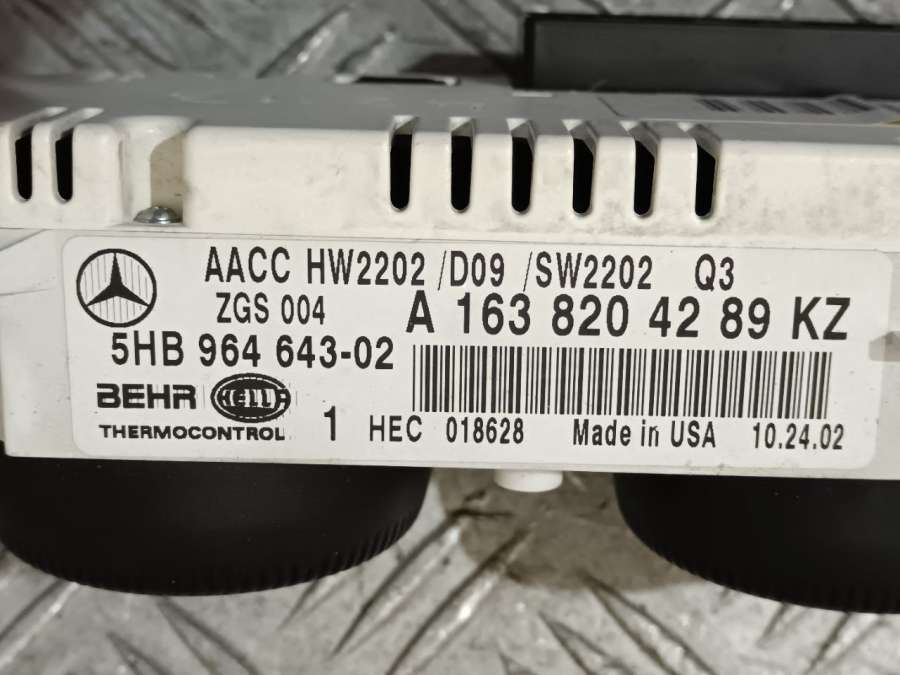 AACC HW2202 /D09 /SW2202 Q3
ZGS 004 A 163 820 42 89 KZ
5HB 964 643-02
BEHR HELLA
THERMOCONTROL 1 HEC 018628 Made in USA 10.24.02